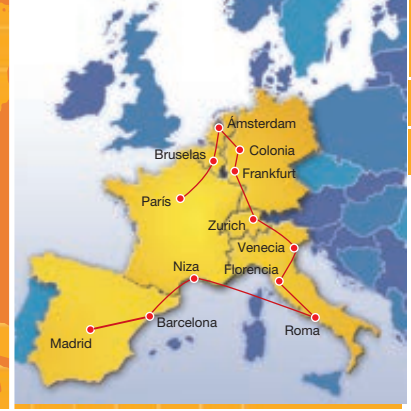 Ámsterdam
Colonia
Bruselas
Frankfurt
París
Zurich
Venecia
Niza
Florencia
Barcelona
Roma
Madrid